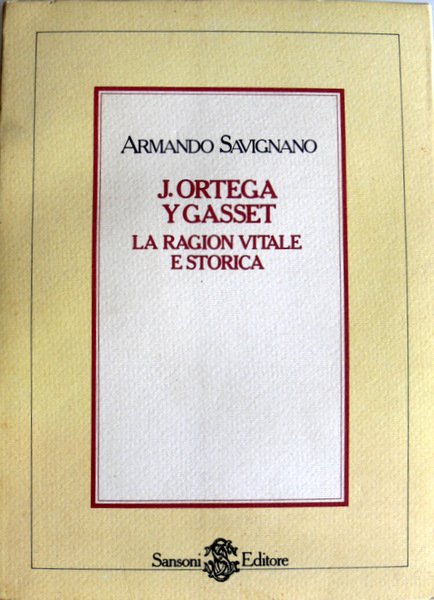 ARMANDO SAVIGNANO
J. ORTEGA
Y GASSET
LA RAGION VITALE
E STORICA
Sansoni Editore